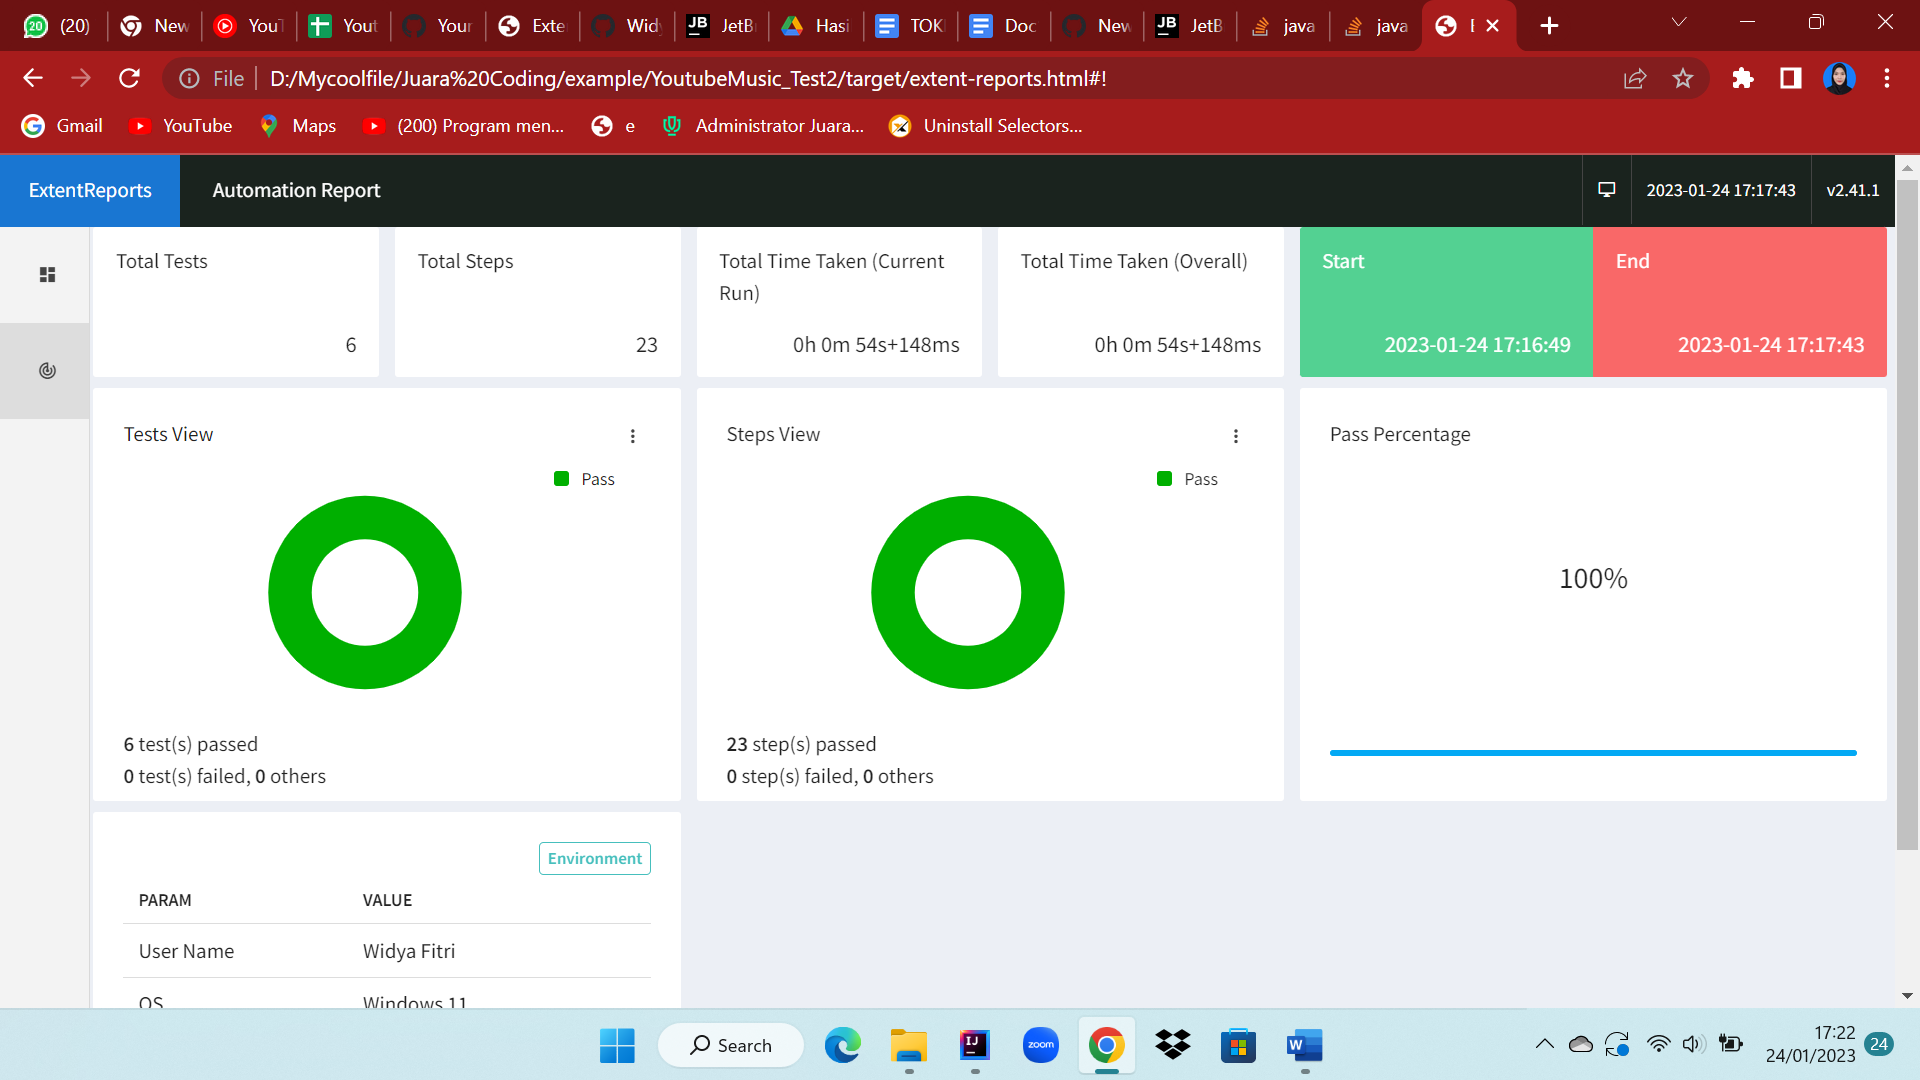 20 (20) New YouT Yout Your Exte Wid JB JetB Hasi TOK Doc New JB JetB java java E
File D:/Mycoolfile/Juara%20Coding/example/YoutubeMusic_Test2/target/extent-reports.html#!
Gmail YouTube Maps (200) Program men... e Administrator Juara... Uninstall Selectors...
ExtentReports Automation Report 2023-01-24 17:17:43 v2.41.1
Total Tests Total Steps Total Time Taken (Current Total Time Taken (Overall) Start End
Run)
6 23 0h 0m 54s+148ms 0h 0m 54s+148ms 2023-01-24 17:16:49 2023-01-24 17:17:43
Tests View Steps View Pass Percentage
Pass Pass
100%
6 test(s) passed 23 step(s) passed
0 test(s) failed, 0 others 0 step(s) failed, 0 others
Environment
PARAM VALUE
User Name Widya Fitri
OS Windows 11
Search IJ zoom W 17:22 24
24/01/2023